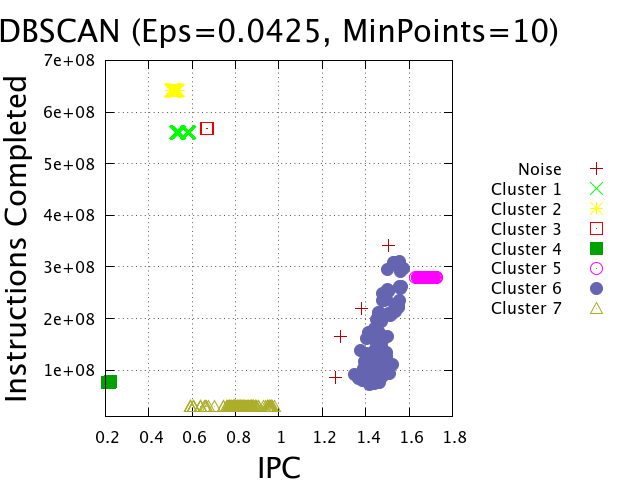 DBSCAN (Eps=0.0425, MinPoints=10)
Instructions Completed
7e+08
6e+08
5e+08
4e+08
3e+08
2e+08
1e+08
0.2 0.4 0.6 0.8 1 1.2 1.4 1.6 1.8
IPC
Noise
Cluster 1
Cluster 2
Cluster 3
Cluster 4
Cluster 5
Cluster 6
Cluster 7